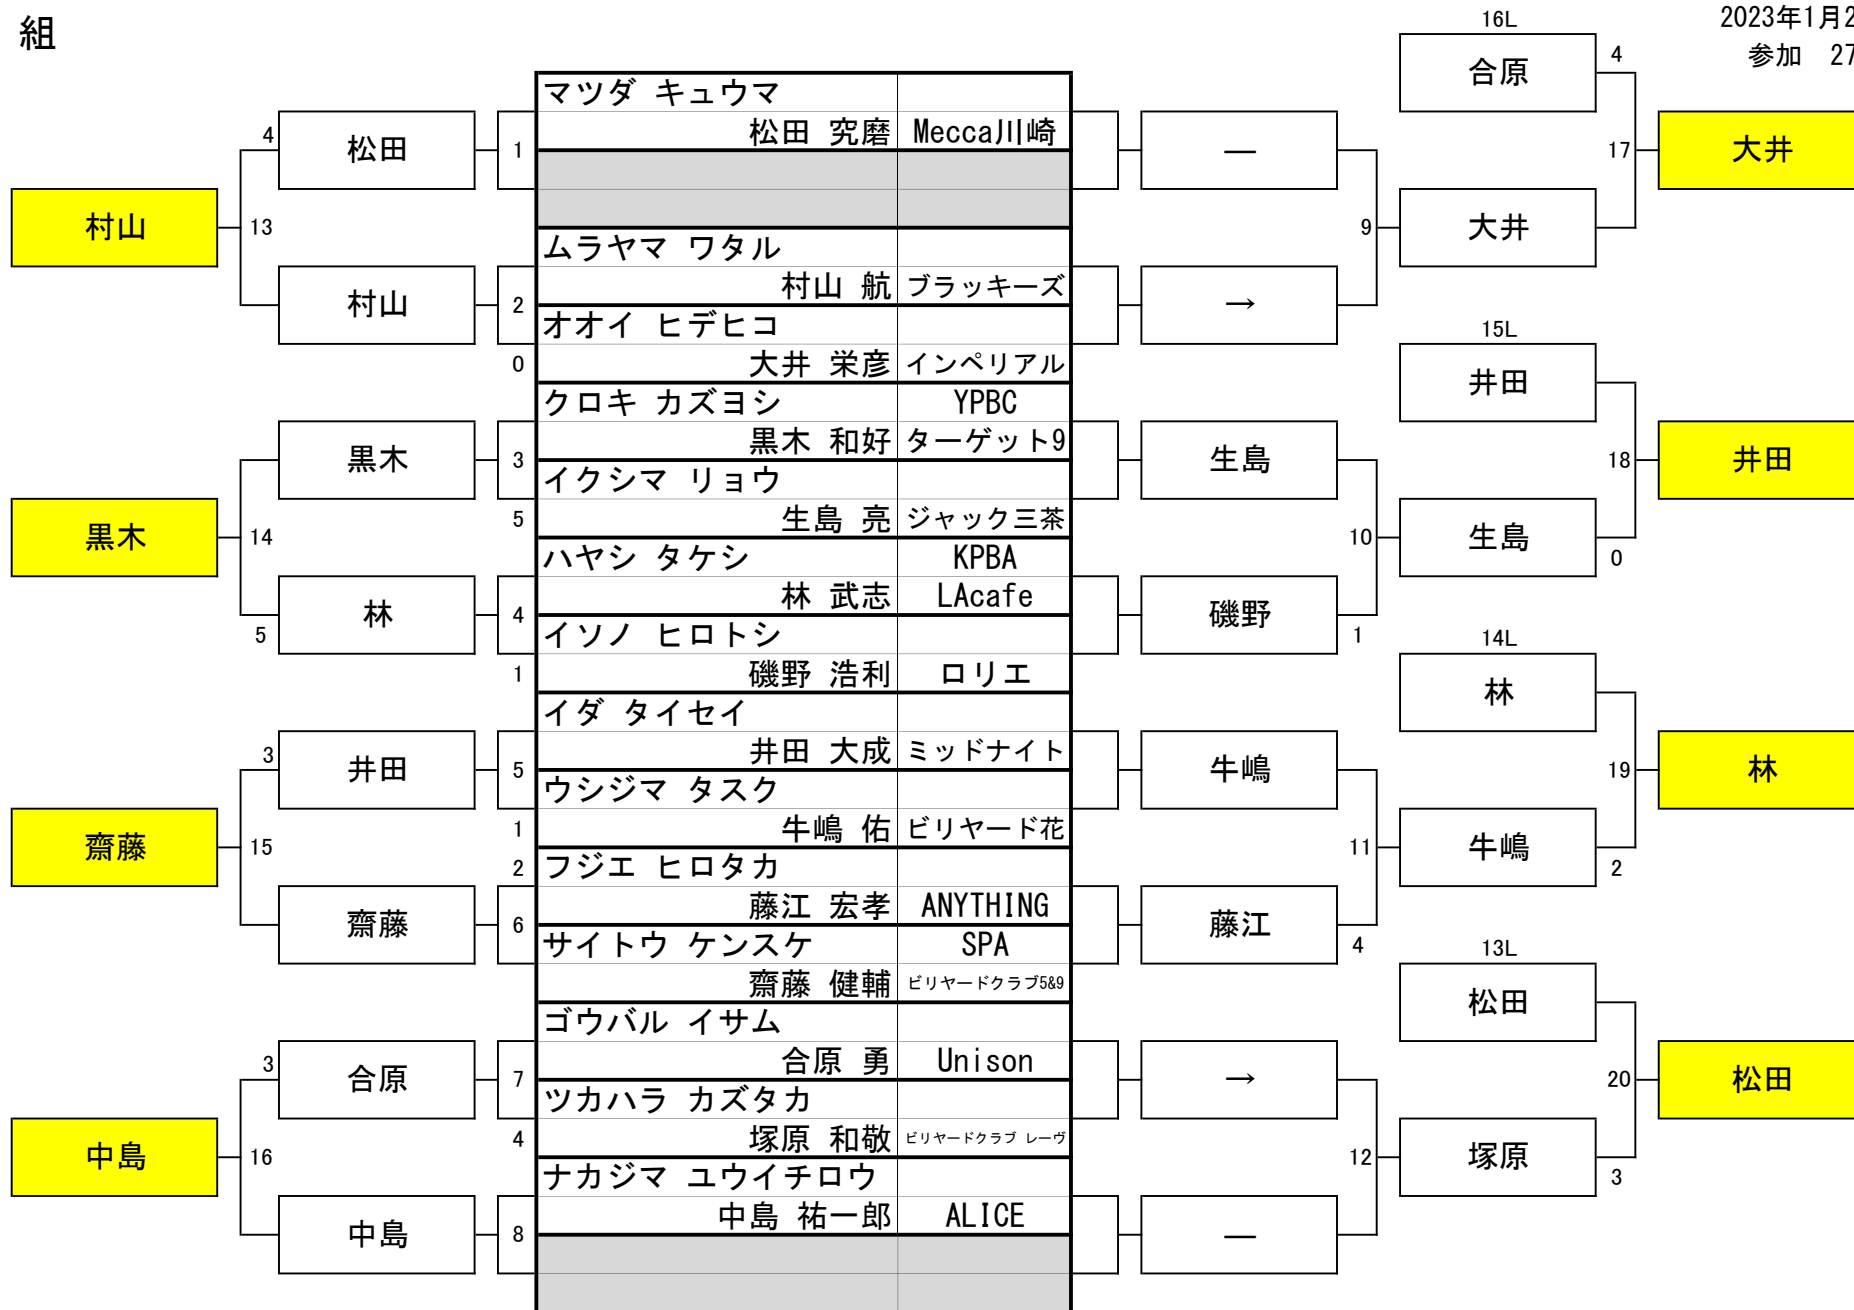 組
2023年1月2
参加 27
16L
合原
4
マツダ キュウマ
松田 究磨 Mecca川崎
4
松田
1
―
17
大井
村山
13
9
大井
ムラヤマ ワタル
村山 航 ブラッキーズ
村山
2
→
オオイ ヒデヒコ
0
大井 栄彦 インペリアル
15L
井田
クロキ カズヨシ YPBC
黒木 和好 ターゲット9
黒木
3
生島
18
井田
イクシマ リョウ
5
生島 亮 ジャック三茶
黒木
14
10
生島
0
ハヤシ タケシ KPBA
林 武志 LAcafe
林
5
4
磯野
1
イソノ ヒロトシ
1
磯野 浩利 ロリエ
14L
林
イダ タイセイ
井田 大成 ミッドナイト
3
井田
5
牛嶋
19
林
ウシジマ タスク
1
牛嶋 佑 ビリヤード花
齋藤
15
11
牛嶋
2
2
フジエ ヒロタカ
藤江 宏孝 ANYTHING
齋藤
6
藤江
4
サイトウ ケンスケ SPA
齋藤 健輔 ビリヤードクラブ5&9
13L
松田
ゴウバル イサム
合原 勇 Unison
3
合原
7
→
20
松田
ツカハラ カズタカ
4
塚原 和敬 ビリヤードクラブ レーヴ
中島
16
12
塚原
3
ナカジマ ユウイチロウ
中島 祐一郎 ALICE
中島
8
―